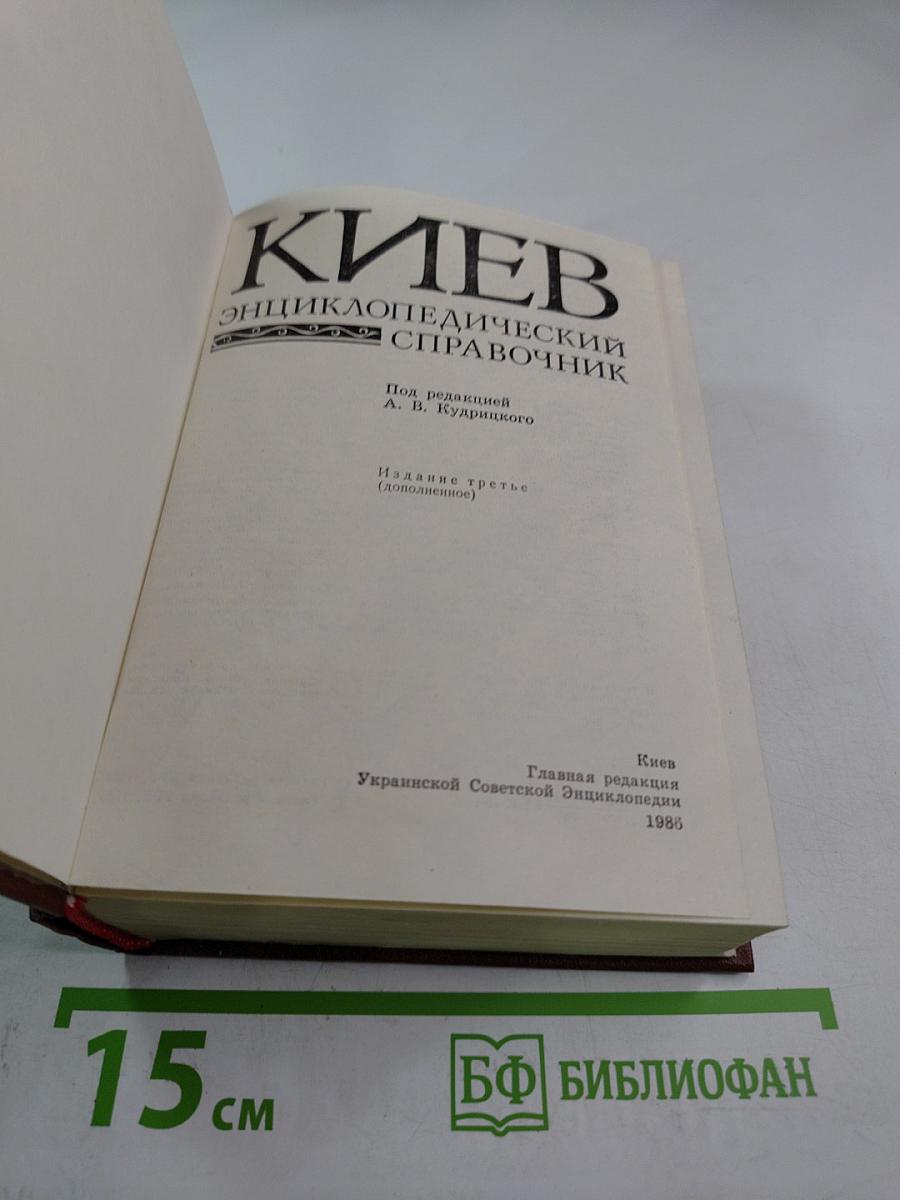 КИЕВ
ЭНЦИКЛОПЕДИЧЕСКИЙ
СПРАВОЧНИК
Под редакцией
А. В. Кудрицкого
Издание третье
(дополненное)
Киев
Главная редакция
Украинской Советской Энциклопедии
1986
15 см
БФ БИБЛИОФАН